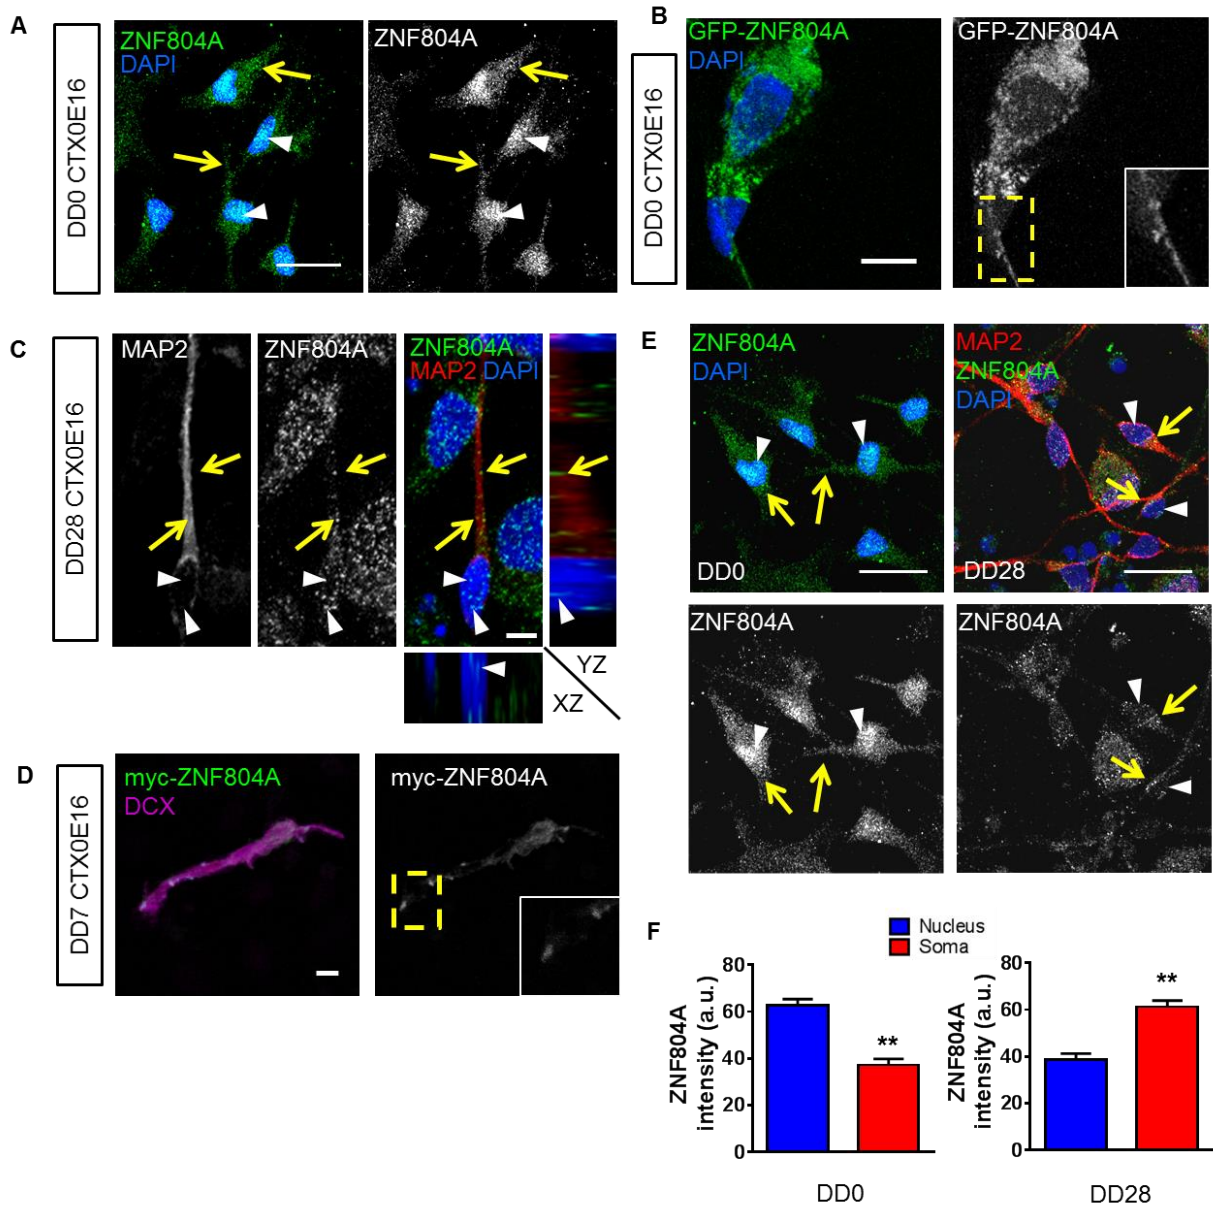 A
DD0 CTX0E16
ZNF804A
DAPI
ZNF804A
B
DD0 CTX0E16
GFP-ZNF804A
DAPI
GFP-ZNF804A
C
DD28 CTX0E16
MAP2
ZNF804A
ZNF804A
MAP2 DAPI
YZ
XZ
D
DD7 CTX0E16
myc-ZNF804A
DCX
myc-ZNF804A
E
ZNF804A
DAPI
DD0
MAP2
ZNF804A
DAPI
DD28
ZNF804A
ZNF804A
F
Nucleus
Soma
ZNF804A
intensity (a.u.)
80
60
40
20
0
**
DD0
ZNF804A
intensity (a.u.)
80
60
40
20
0
**
DD28